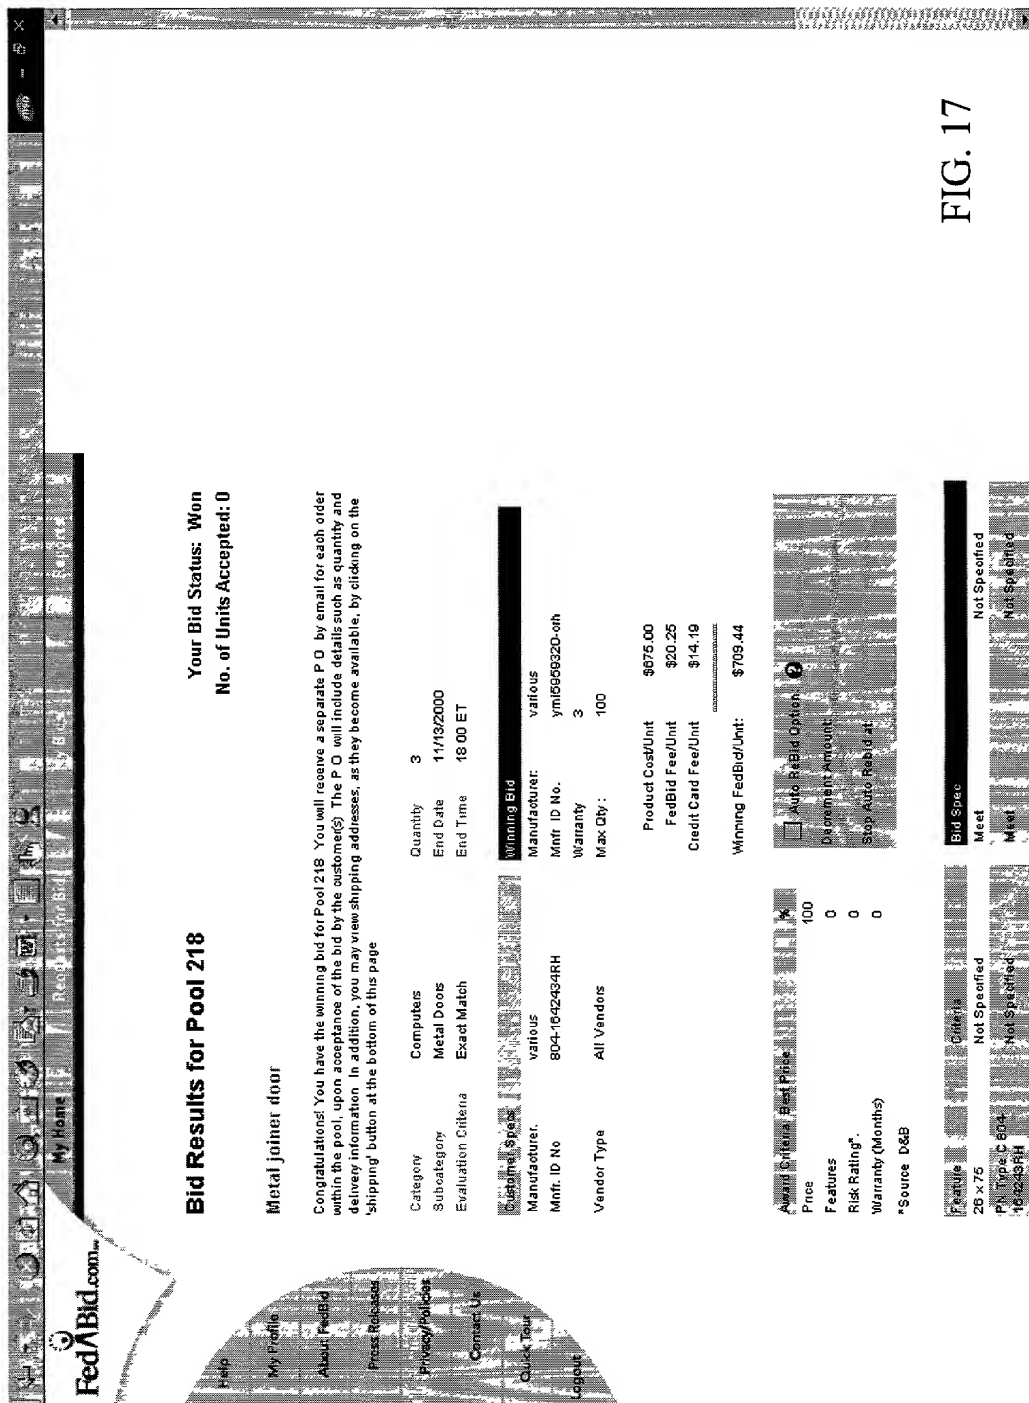 My Home
Reports
FedBid.com
Help
My Profile
About FedBid
Press Releases
Privacy/Policies
Contact Us
Quick Tour
Logout
Bid Results for Pool 218
Your Bid Status: Won
No. of Units Accepted: 0
Metal joiner door
Congratulations! You have the winning bid for Pool 218 You will receive a separate P O by email for each order
within the pool, upon acceptance of the bid by the customer(s) The P O will include details such as quantity and
delivery information In addition, you may view shipping addresses, as they become available, by clicking on the
'shipping' button at the bottom of this page
Category Computers Quantity 3
Subcategory Metal Doors End Date 11/13/2000
Evaluation Criteria Exact Match End Time 18 00 ET
Customer Specs Winning Bid
Manufacturer. various Manufacturer: various
Mnfr. ID No 804-1642434RH Mnfr ID No.
Warranty 3
Vendor Type All Vendors Max Qty: 100
Product Cost/Unit $675.00
FedBid Fee/Unit $20.25
Credit Card Fee/Unit $14.19
Winning FedBid/Unit: $709.44
Award Criteria: Best Price % Auto ReBid Option ?
Price 100
Features 0 Decrement Amount:
Risk Rating*. 0 Stop Auto Rebid at:
Warranty (Months) 0
*Source D&B
Feature Criteria Bid Spec
26 x 75 Not Specified Meet Not Specified
P/N Type C 804- Not Specified Meet Not Specified
164243RH
FIG. 17